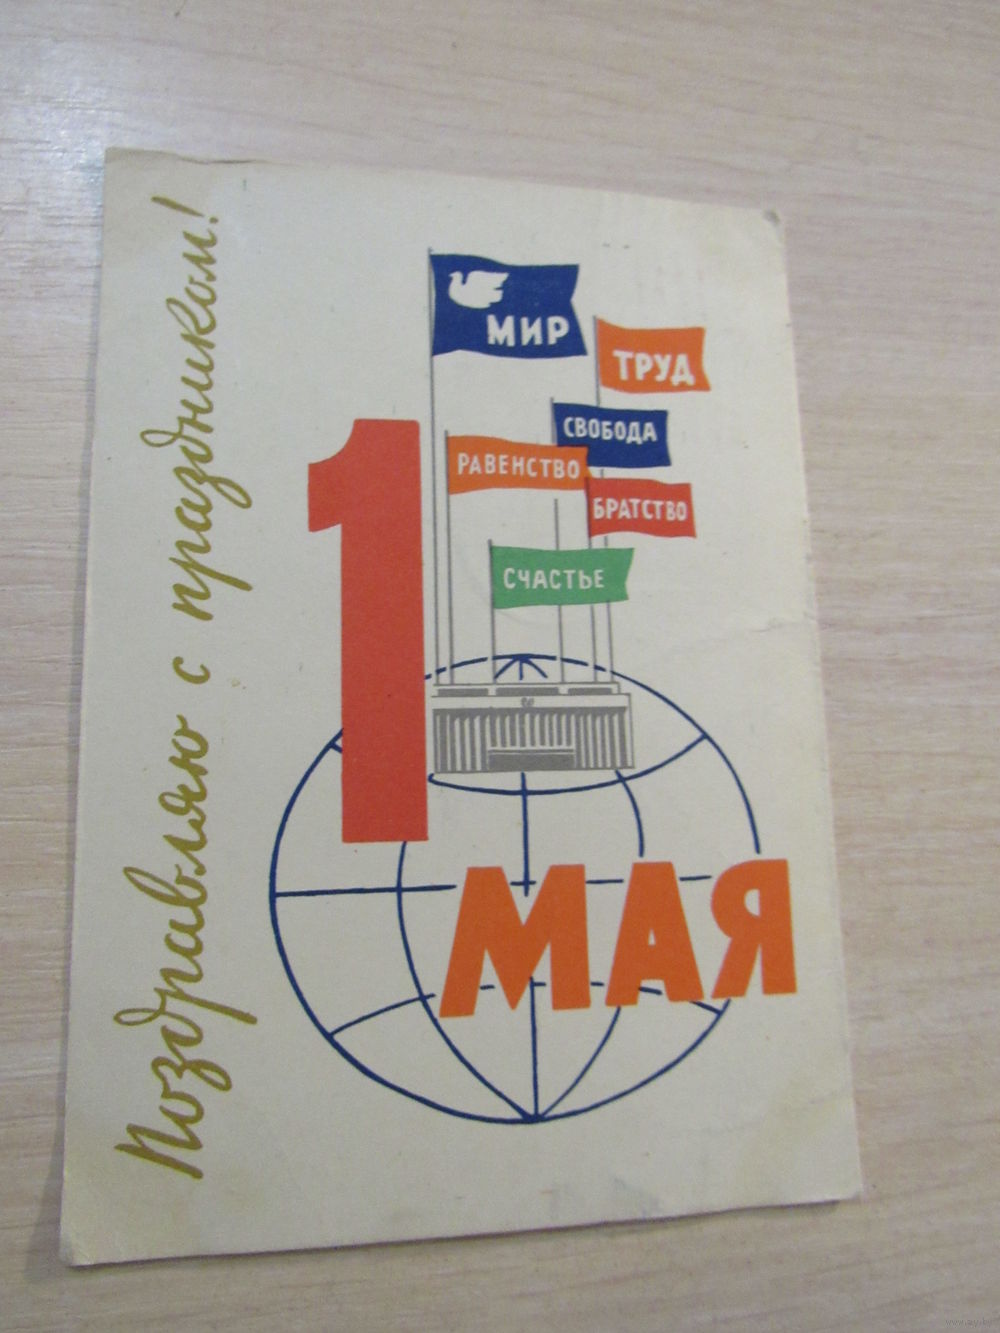 Поздравляю с праздником!
МИР
ТРУД
СВОБОДА
РАВЕНСТВО
БРАТСТВО
СЧАСТЬЕ
1
МАЯ